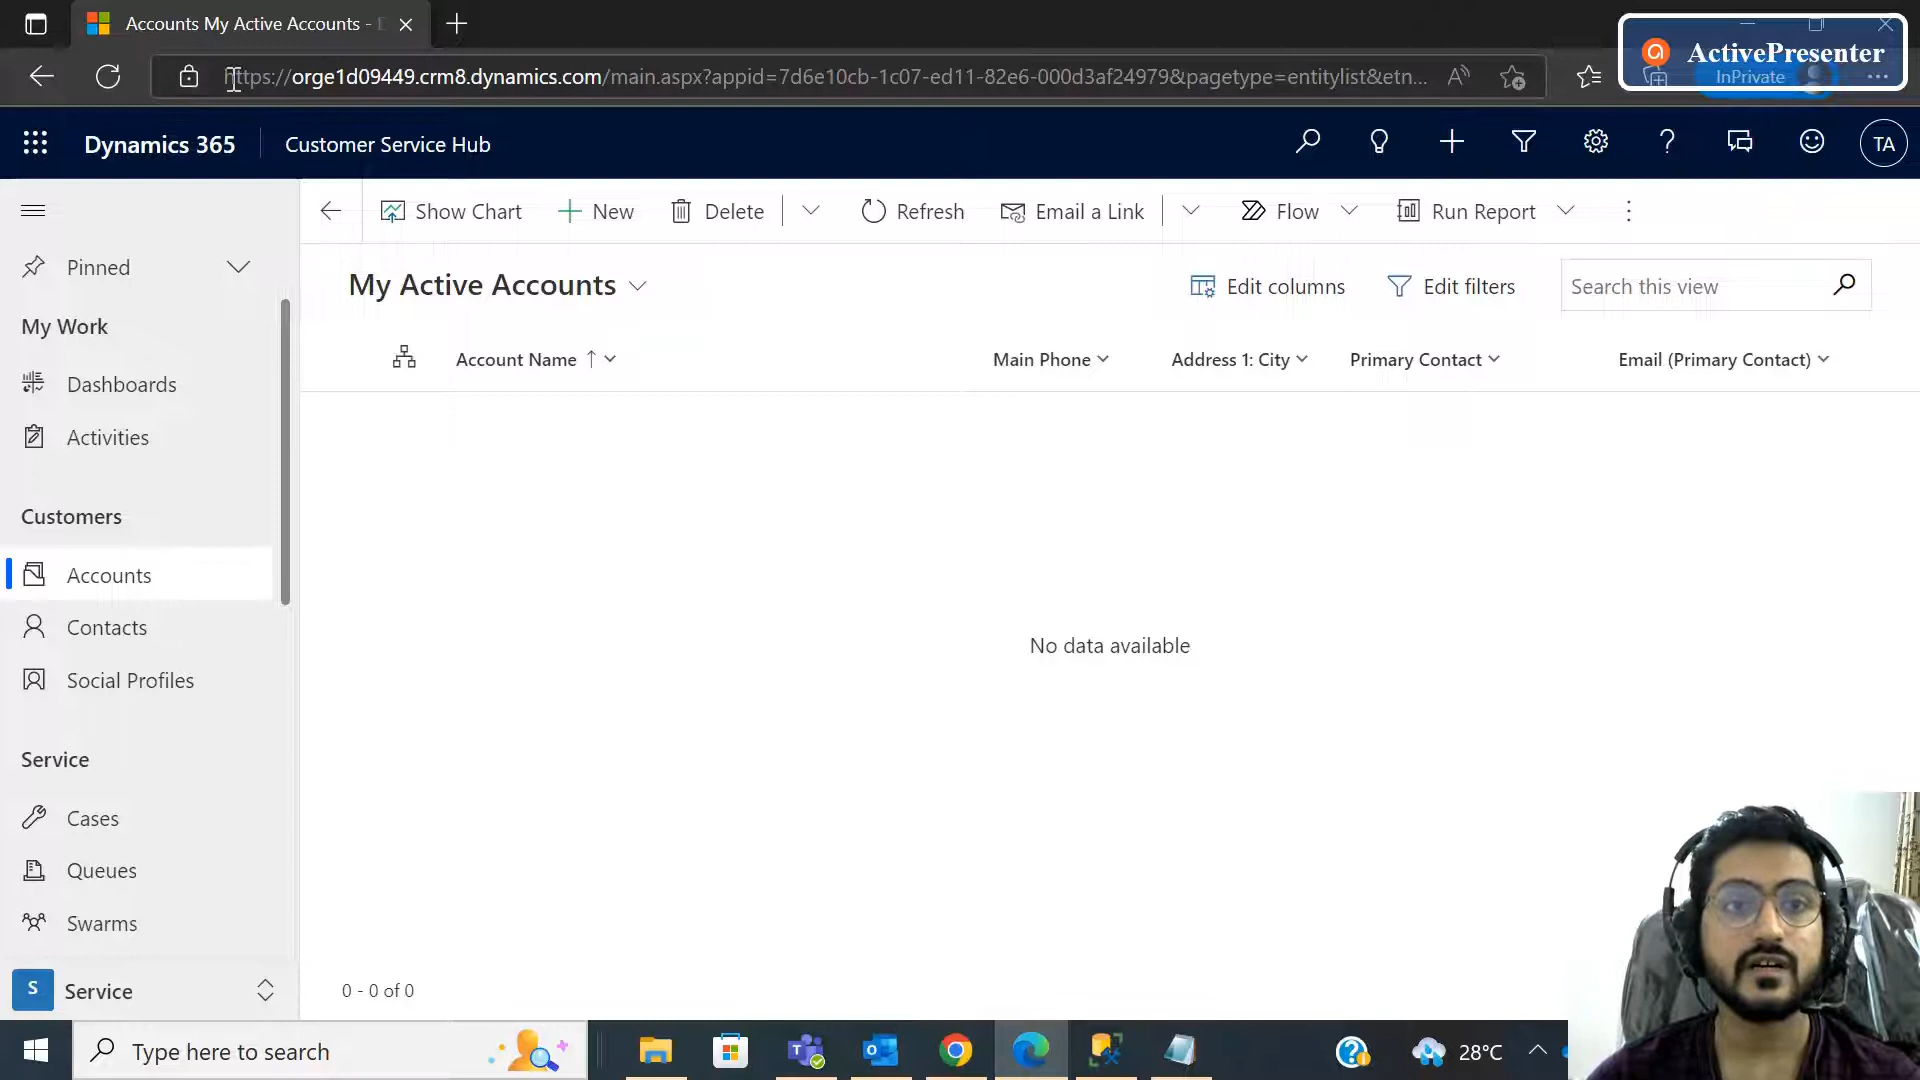 Accounts My Active Accounts -
https://orge1d09449.crm8.dynamics.com/main.aspx?appid=7d6e10cb-1c07-ed11-82e6-000d3af24979&pagetype=entitylist&etn...
InPrivate
ActivePresenter
Dynamics 365
Customer Service Hub
TA
Show Chart
New
Delete
Refresh
Email a Link
Flow
Run Report
Pinned
My Work
Dashboards
Activities
Customers
Accounts
Contacts
Social Profiles
Service
Cases
Queues
Swarms
S
Service
My Active Accounts
Edit columns
Edit filters
Search this view
Account Name
Main Phone
Address 1: City
Primary Contact
Email (Primary Contact)
No data available
0 - 0 of 0
Type here to search
28°C